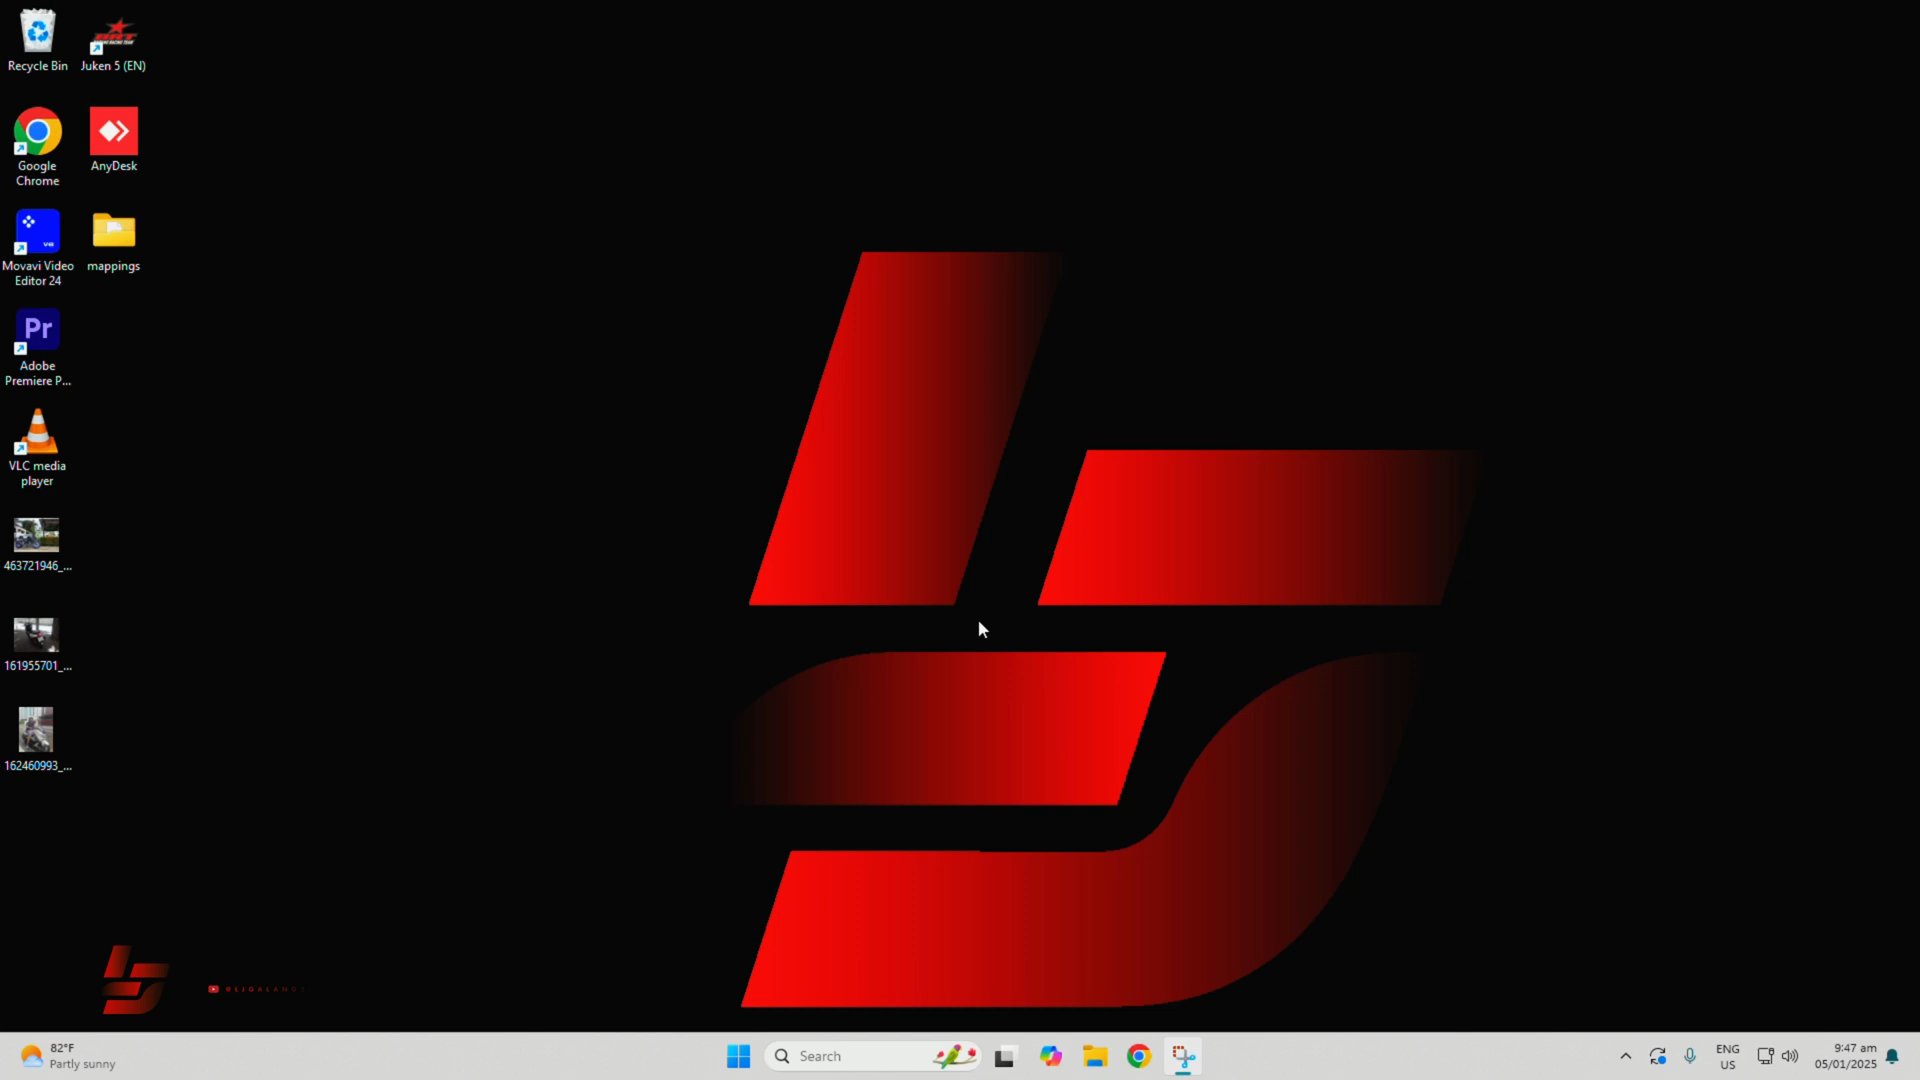 Recycle Bin
Juken 5 (EN)
Google
Chrome
AnyDesk
Movavi Video
Editor 24
mappings
Pr
Adobe
Premiere P...
VLC media
player
463721946_...
161955701_...
162460993_...
82°F
Partly sunny
Search
ENG
US
9:47 am
05/01/2025